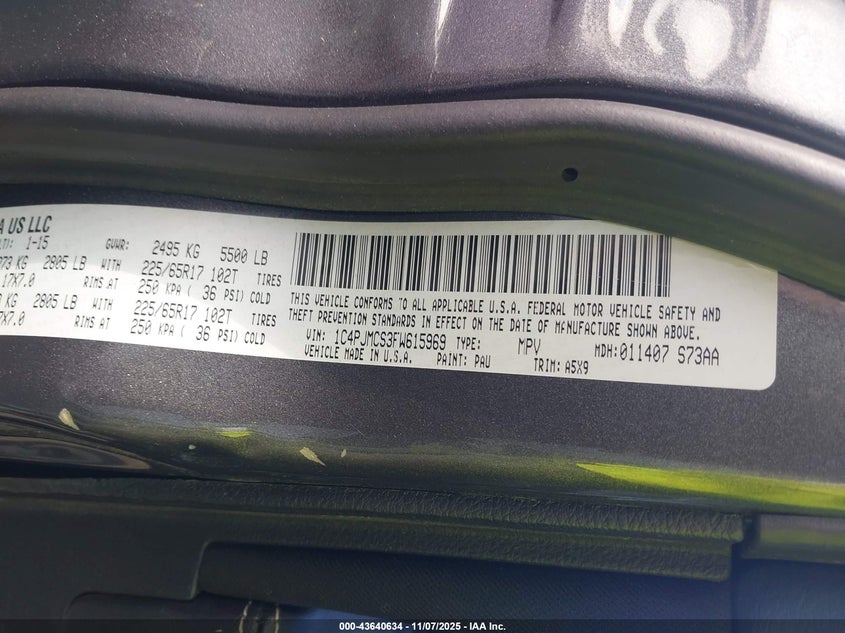 A US LLC
1-15 GVWR: 2495 KG 5500 LB
KG 2805 LB WITH 225/65R17 102T TIRES
17X7.0 RIMS AT 250 KPA ( 36 PSI) COLD
KG 2805 LB WITH 225/65R17 102T TIRES
7X7.0 RIMS AT 250 KPA ( 36 PSI) COLD
THIS VEHICLE CONFORMS TO ALL APPLICABLE U.S.A. FEDERAL MOTOR VEHICLE SAFETY AND
THEFT PREVENTION STANDARDS IN EFFECT ON THE DATE OF MANUFACTURE SHOWN ABOVE.
VIN: 1C4PJMCS3FW615969 TYPE: MPV MDH:011407 S73AA
VEHICLE MADE IN U.S.A. PAINT: PAU TRIM: A5X9
000-43640634 - 11/07/2025 - IAA Inc.